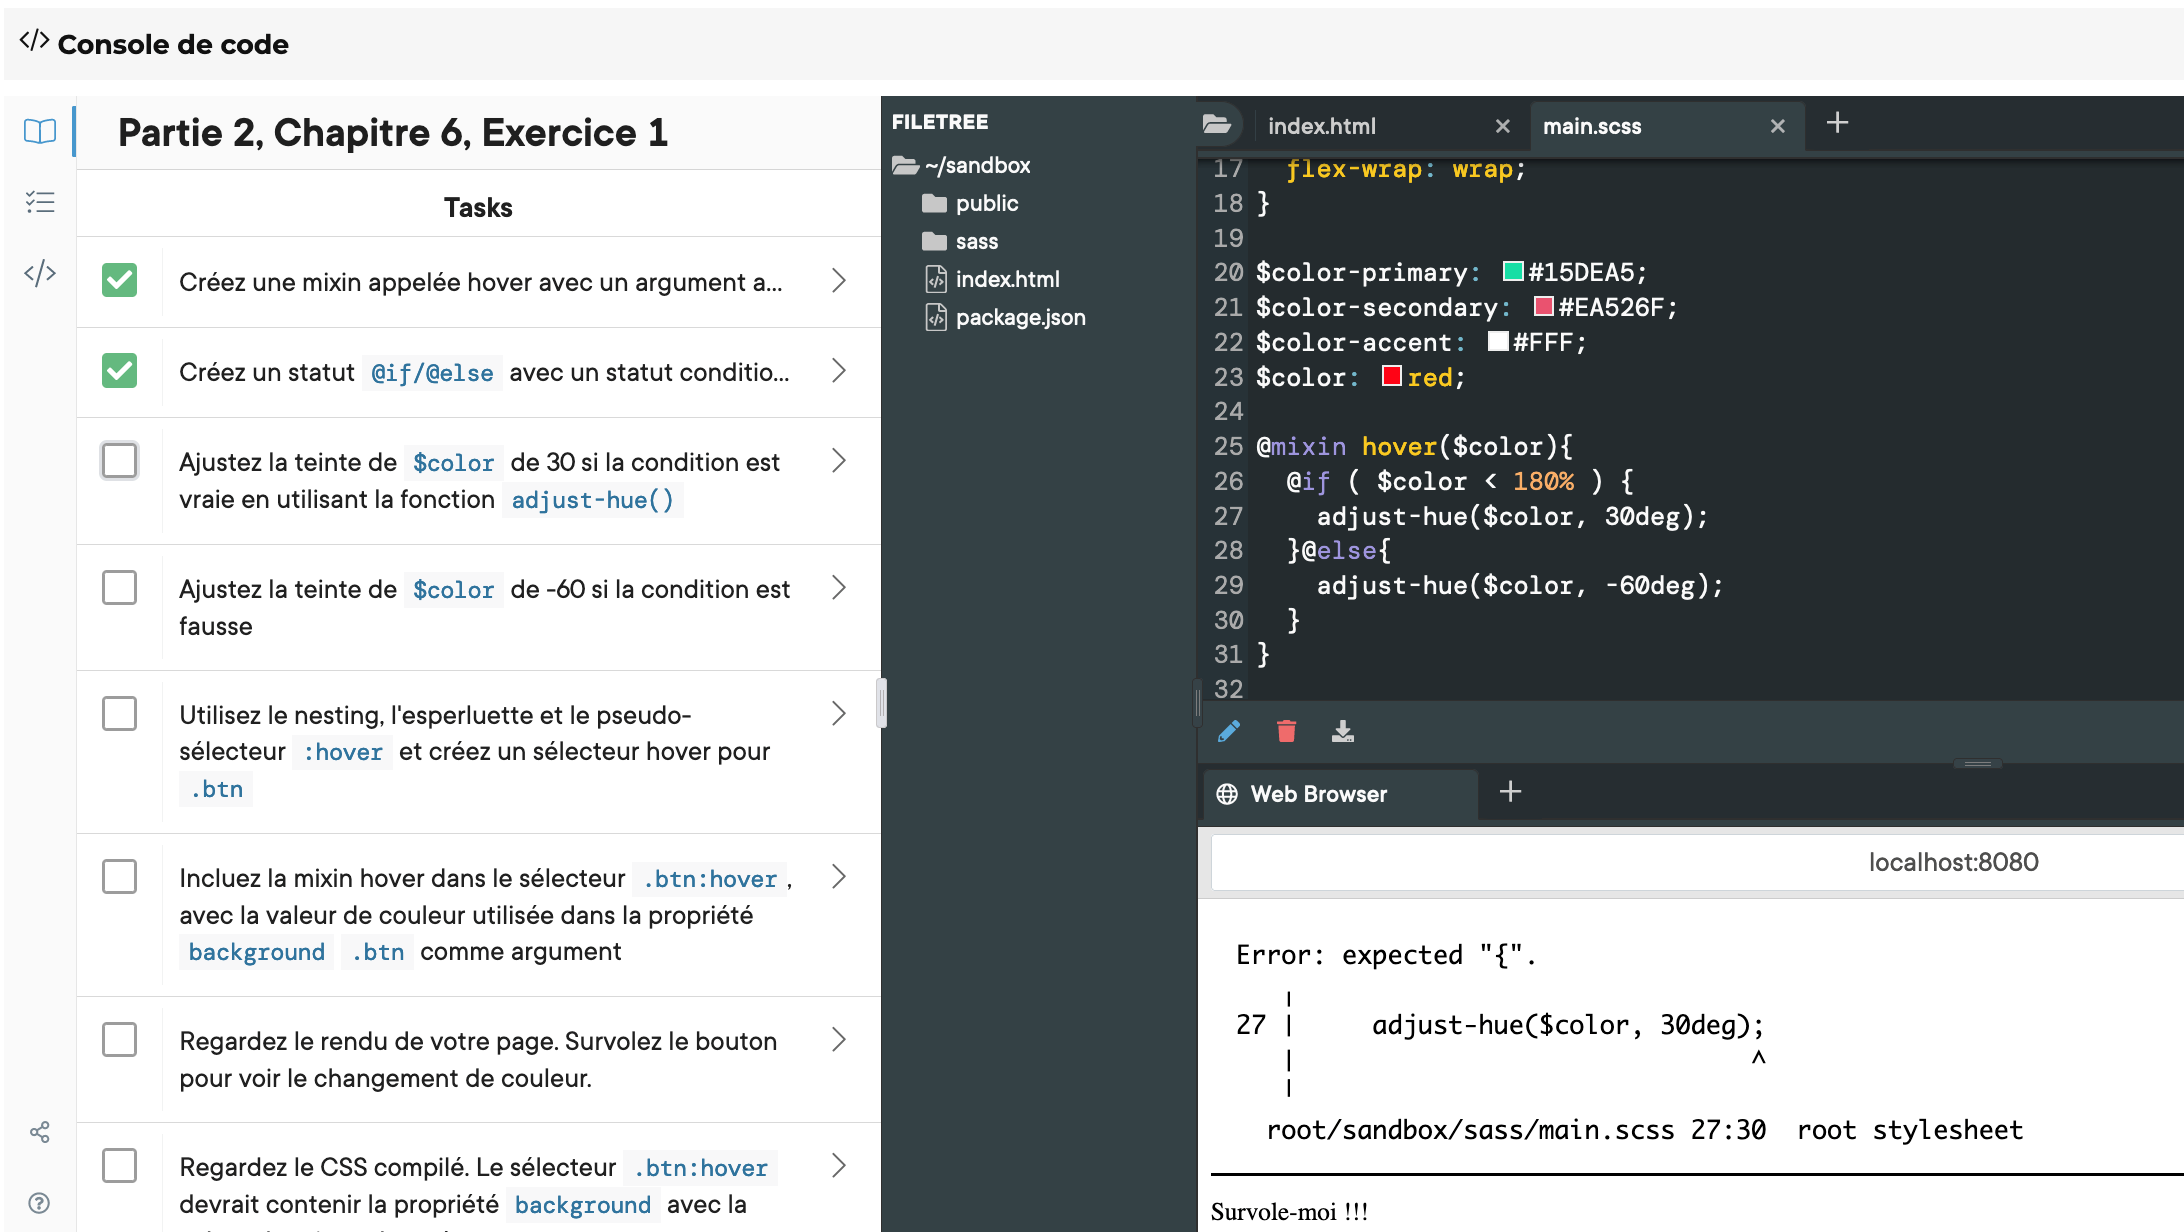 </> Console de code
Partie 2, Chapitre 6, Exercice 1
Tasks
Créez une mixin appelée hover avec un argument a...
Créez un statut @if/@else avec un statut conditio...
Ajustez la teinte de $color de 30 si la condition est
vraie en utilisant la fonction adjust-hue()
Ajustez la teinte de $color de -60 si la condition est
fausse
Utilisez le nesting, l'esperluette et le pseudo-
sélecteur :hover et créez un sélecteur hover pour
.btn
Incluez la mixin hover dans le sélecteur .btn:hover ,
avec la valeur de couleur utilisée dans la propriété
background .btn comme argument
Regardez le rendu de votre page. Survolez le bouton
pour voir le changement de couleur.
Regardez le CSS compilé. Le sélecteur .btn:hover
devrait contenir la propriété background avec la
FILETREE
~/sandbox
public
sass
index.html
package.json
index.html
main.scss
17 flex-wrap: wrap;
18 }
19
20 $color-primary: #15DEA5;
21 $color-secondary: #EA526F;
22 $color-accent: #FFF;
23 $color: red;
24
25 @mixin hover($color){
26 @if ( $color < 180% ) {
27 adjust-hue($color, 30deg);
28 }@else{
29 adjust-hue($color, -60deg);
30 }
31 }
32
Web Browser
localhost:8080
Error: expected "{".
|
27 | adjust-hue($color, 30deg);
| ^
|
root/sandbox/sass/main.scss 27:30 root stylesheet
Survole-moi !!!